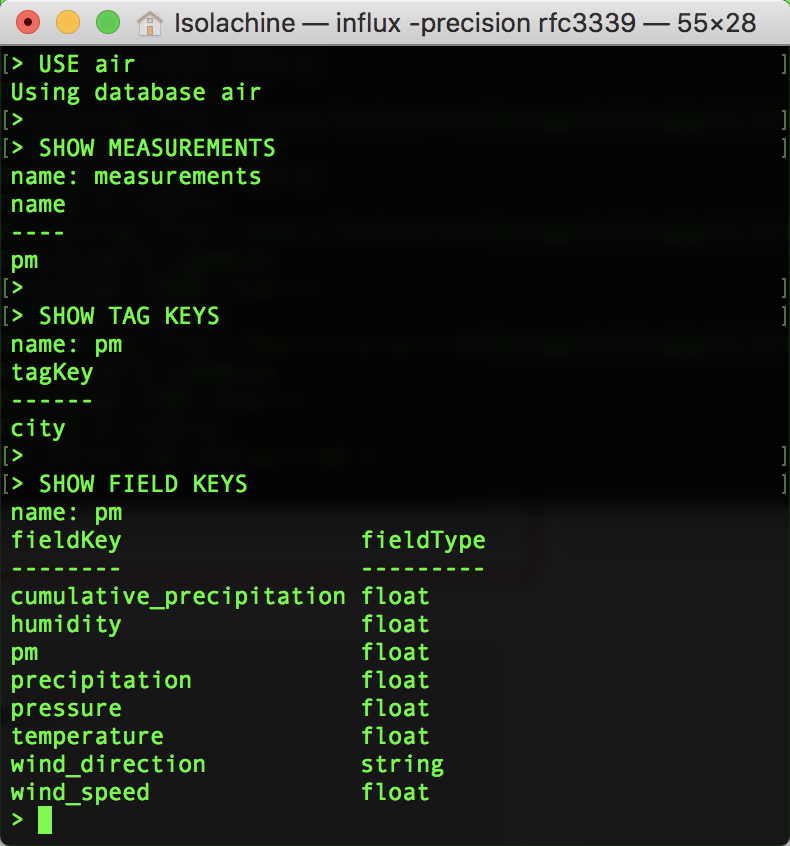 Isolachine — influx -precision rfc3339 — 55×28
[> USE air ]
Using database air
[> ]
[> SHOW MEASUREMENTS ]
name: measurements
name
----
pm
[> ]
[> SHOW TAG KEYS ]
name: pm
tagKey
------
city
[> ]
[> SHOW FIELD KEYS ]
name: pm
fieldKey fieldType
-------- ---------
cumulative_precipitation float
humidity float
pm float
precipitation float
pressure float
temperature float
wind_direction string
wind_speed float
>